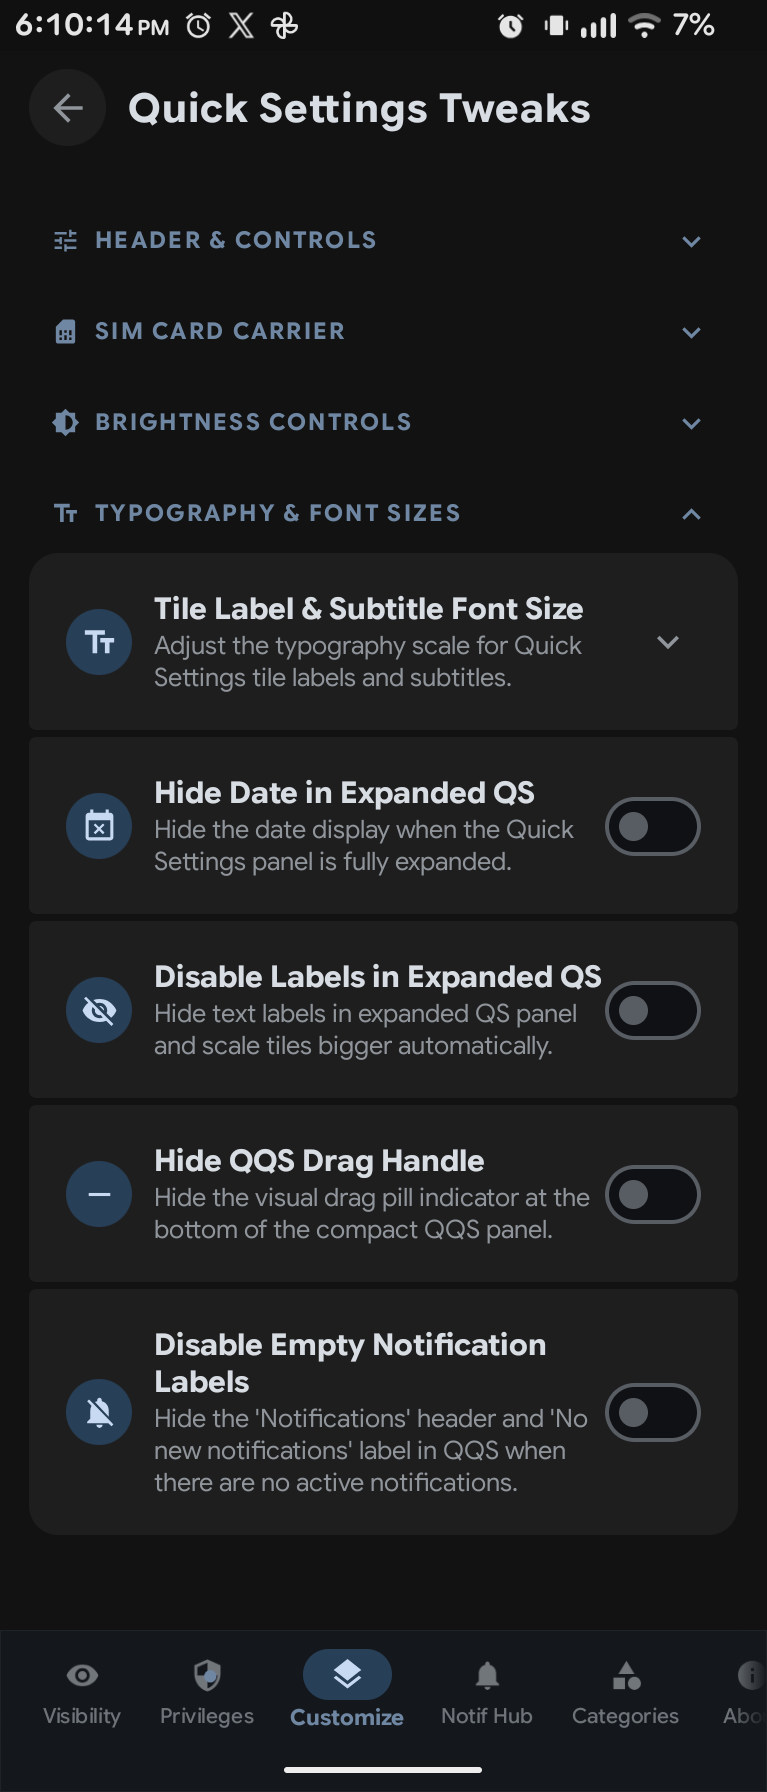 6:10:14 PM
7%
Quick Settings Tweaks
HEADER & CONTROLS
SIM CARD CARRIER
BRIGHTNESS CONTROLS
TYPOGRAPHY & FONT SIZES
Tile Label & Subtitle Font Size
Adjust the typography scale for Quick
Settings tile labels and subtitles.
Hide Date in Expanded QS
Hide the date display when the Quick
Settings panel is fully expanded.
Disable Labels in Expanded QS
Hide text labels in expanded QS panel
and scale tiles bigger automatically.
Hide QQS Drag Handle
Hide the visual drag pill indicator at the
bottom of the compact QQS panel.
Disable Empty Notification
Labels
Hide the 'Notifications' header and 'No
new notifications' label in QQS when
there are no active notifications.
Visibility
Privileges
Customize
Notif Hub
Categories
Abo